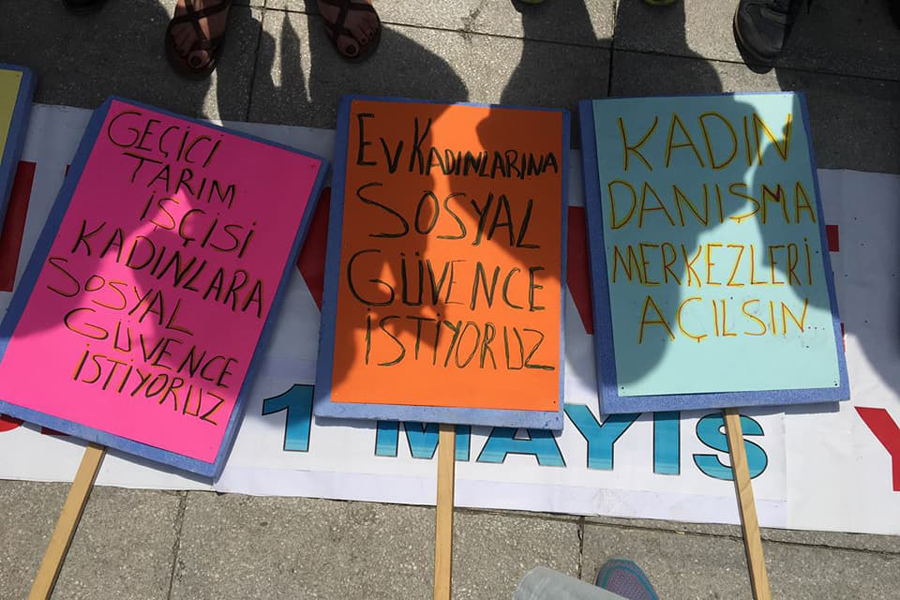 GEÇİCİ
TARIM
İŞÇİSİ
KADINLARA
SOSYAL
GÜVENCE
İSTİYORUZ
EV KADINLARINA
SOSYAL
GÜVENCE
İSTİYORUZ
KADIN
DANIŞMA
MERKEZLERİ
AÇILSIN...
1 MAYIS